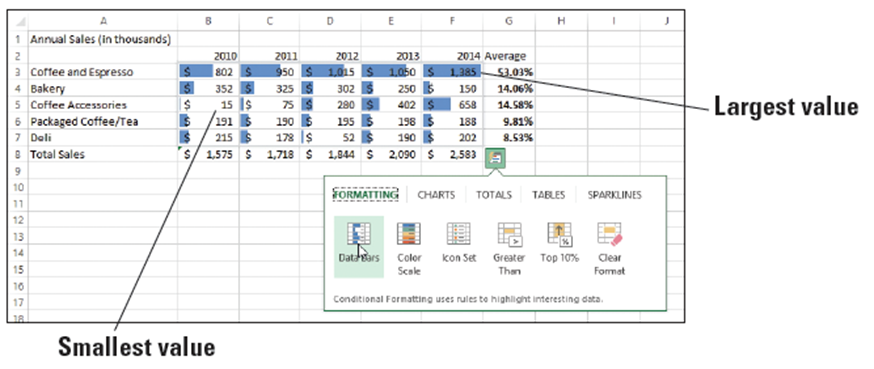 A B C D E F G H I J
1 Annual Sales (in thousands)
2 2010 2011 2012 2013 2014 Average
3 Coffee and Espresso $ 802 $ 950 $ 1,015 $ 1,050 $ 1,385 53.03%
4 Bakery $ 352 $ 325 $ 302 $ 250 $ 150 14.06%
5 Coffee Accessories $ 15 $ 75 $ 280 $ 402 $ 658 14.58%
6 Packaged Coffee/Tea $ 191 $ 190 $ 195 $ 198 $ 188 9.81%
7 Deli $ 215 $ 178 $ 52 $ 190 $ 202 8.53%
8 Total Sales $ 1,575 $ 1,718 $ 1,844 $ 2,090 $ 2,583
9
10
11
12
13
14
15
16
17
18
Largest value
FORMATTING CHARTS TOTALS TABLES SPARKLINES
Data Bars Color Scale Icon Set Greater Than Top 10% Clear Format
Conditional Formatting uses rules to highlight interesting data.
Smallest value